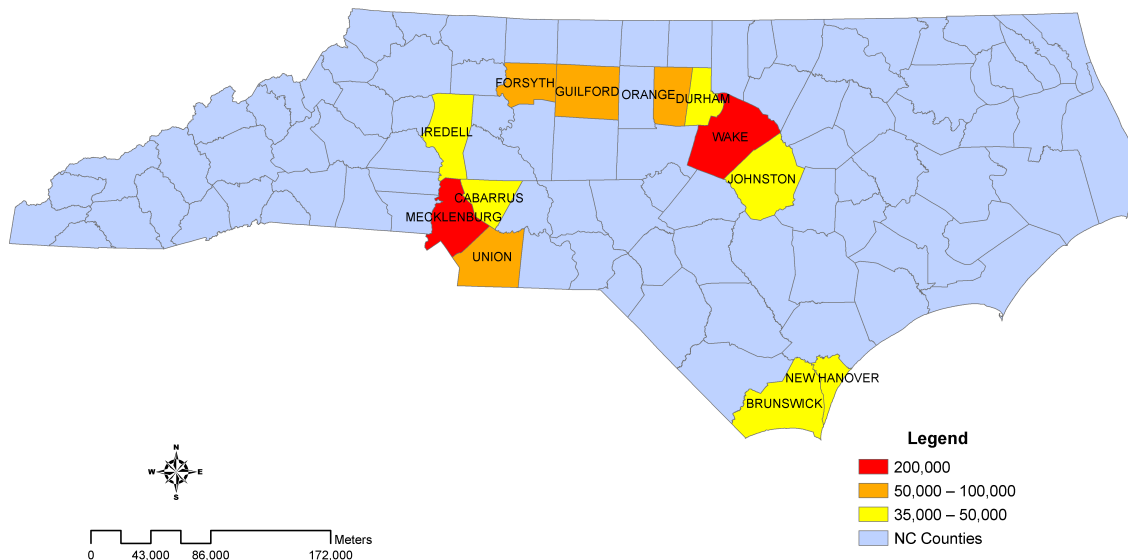 FORSYTH
GUILFORD
ORANGE
DURHAM
IREDELL
WAKE
JOHNSTON
CABARRUS
MECKLENBURG
UNION
NEW HANOVER
BRUNSWICK
Legend
200,000
50,000 – 100,000
35,000 – 50,000
NC Counties
N
W E
S
Meters
0 43,000 86,000 172,000